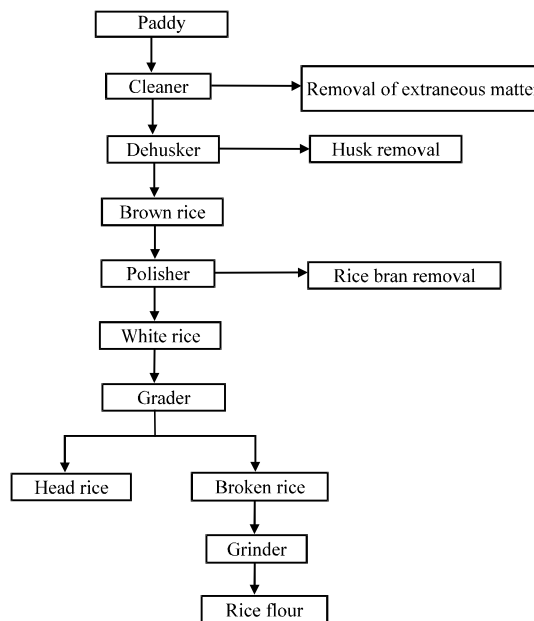 Paddy
Cleaner
Removal of extraneous matter
Dehusker
Husk removal
Brown rice
Polisher
Rice bran removal
White rice
Grader
Head rice
Broken rice
Grinder
Rice flour